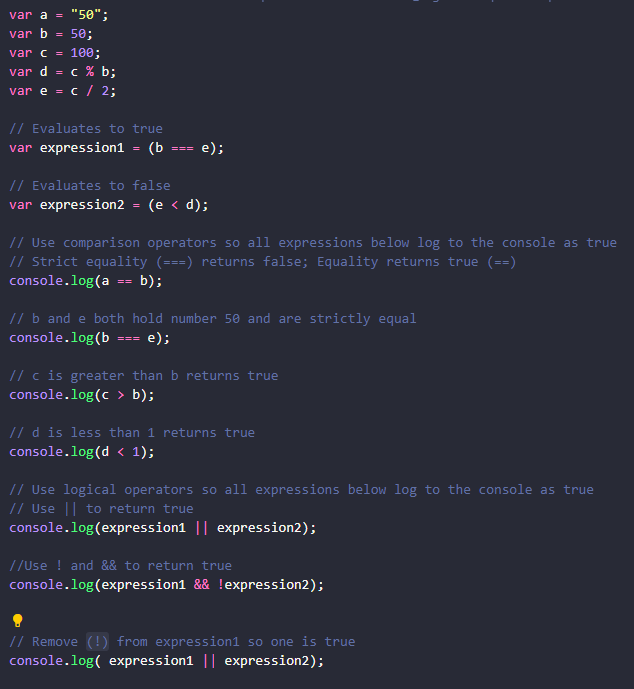 var a = "50";
var b = 50;
var c = 100;
var d = c % b;
var e = c / 2;
// Evaluates to true
var expression1 = (b === e);
// Evaluates to false
var expression2 = (e < d);
// Use comparison operators so all expressions below log to the console as true
// Strict equality (===) returns false; Equality returns true (==)
console.log(a == b);
// b and e both hold number 50 and are strictly equal
console.log(b === e);
// c is greater than b returns true
console.log(c > b);
// d is less than 1 returns true
console.log(d < 1);
// Use logical operators so all expressions below log to the console as true
// Use || to return true
console.log(expression1 || expression2);
//Use ! and && to return true
console.log(expression1 && !expression2);
// Remove (!) from expression1 so one is true
console.log( expression1 || expression2);